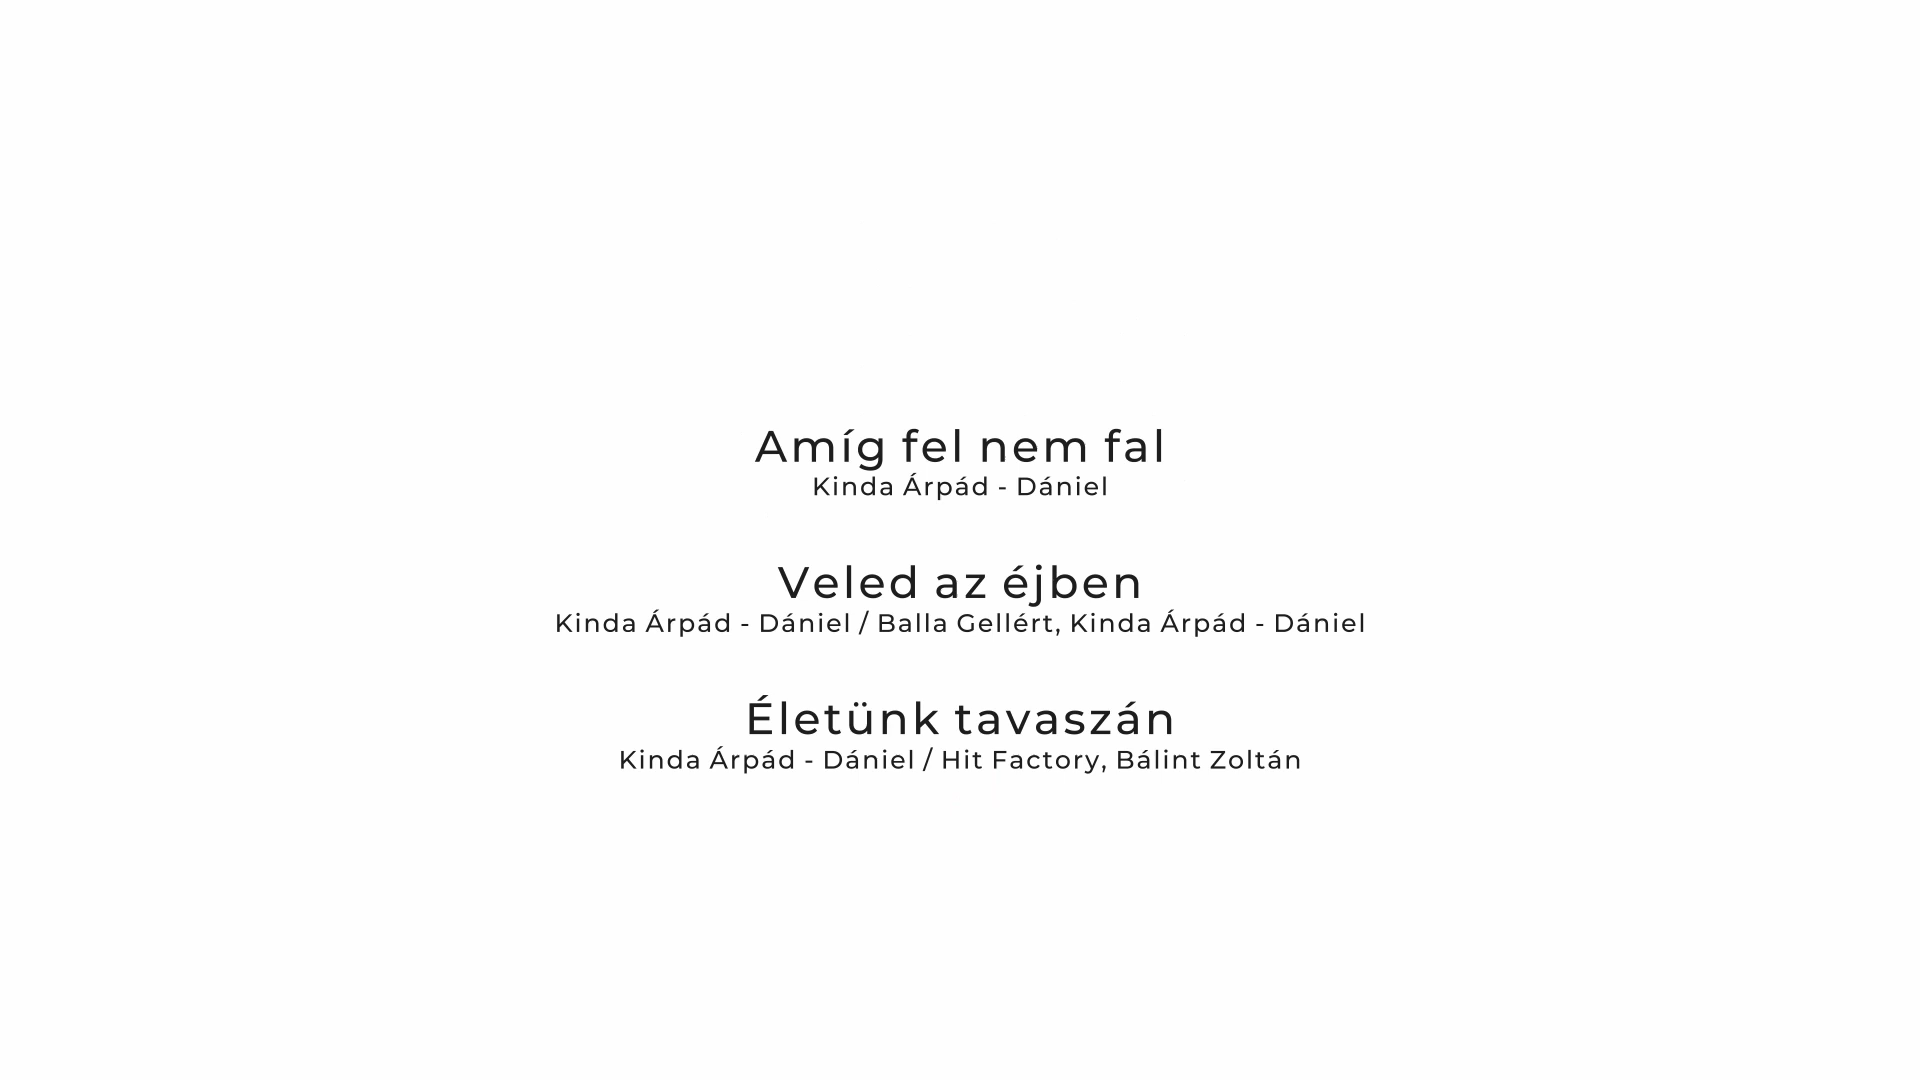 Amíg fel nem fal
Kinda Árpád - Dániel
Veled az éjben
Kinda Árpád - Dániel / Balla Gellért, Kinda Árpád - Dániel
Életünk tavaszán
Kinda Árpád - Dániel / Hit Factory, Bálint Zoltán